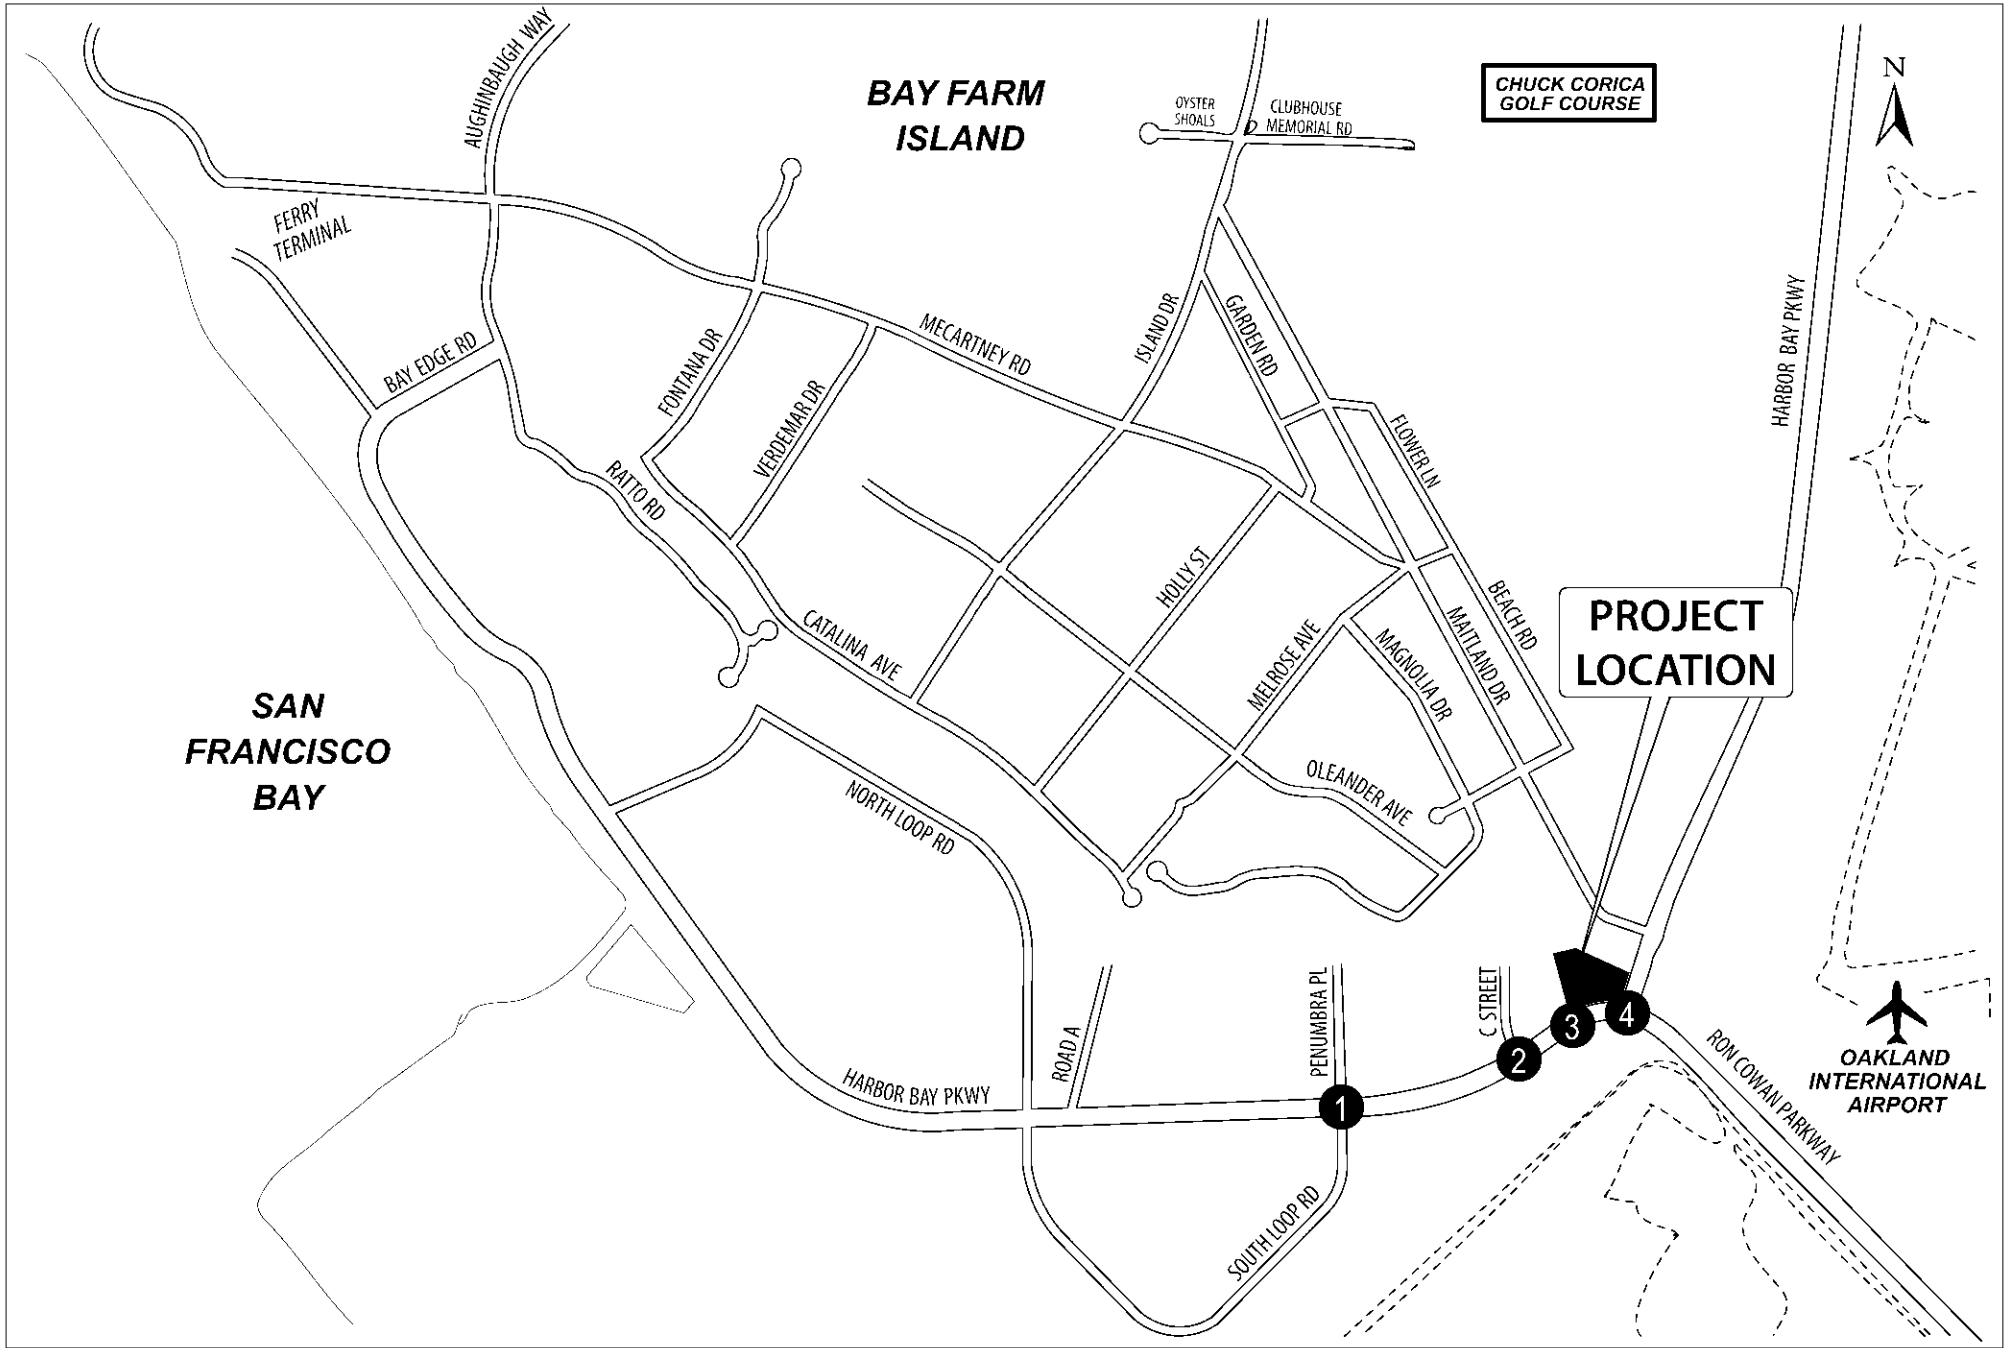 AUGHINBAUGH WAY
BAY FARM
ISLAND
CHUCK CORICA
GOLF COURSE
N
OYSTER
SHOALS
CLUBHOUSE
MEMORIAL RD
FERRY
TERMINAL
HARBOR BAY PKWY
BAY EDGE RD
FONTANA DR
VERDEMAR DR
MECARTNEY RD
ISLAND DR
GARDEN RD
FLOWER LN
RATTO RD
HOLLY ST
CATALINA AVE
MELROSE AVE
MAGNOLIA DR
MAITLAND DR
BEACH RD
PROJECT
LOCATION
SAN
FRANCISCO
BAY
NORTH LOOP RD
OLEANDER AVE
HARBOR BAY PKWY
ROAD A
PENUMBRA PL
C STREET
1
2
3
4
RON COWAN PARKWAY
OAKLAND
INTERNATIONAL
AIRPORT
SOUTH LOOP RD